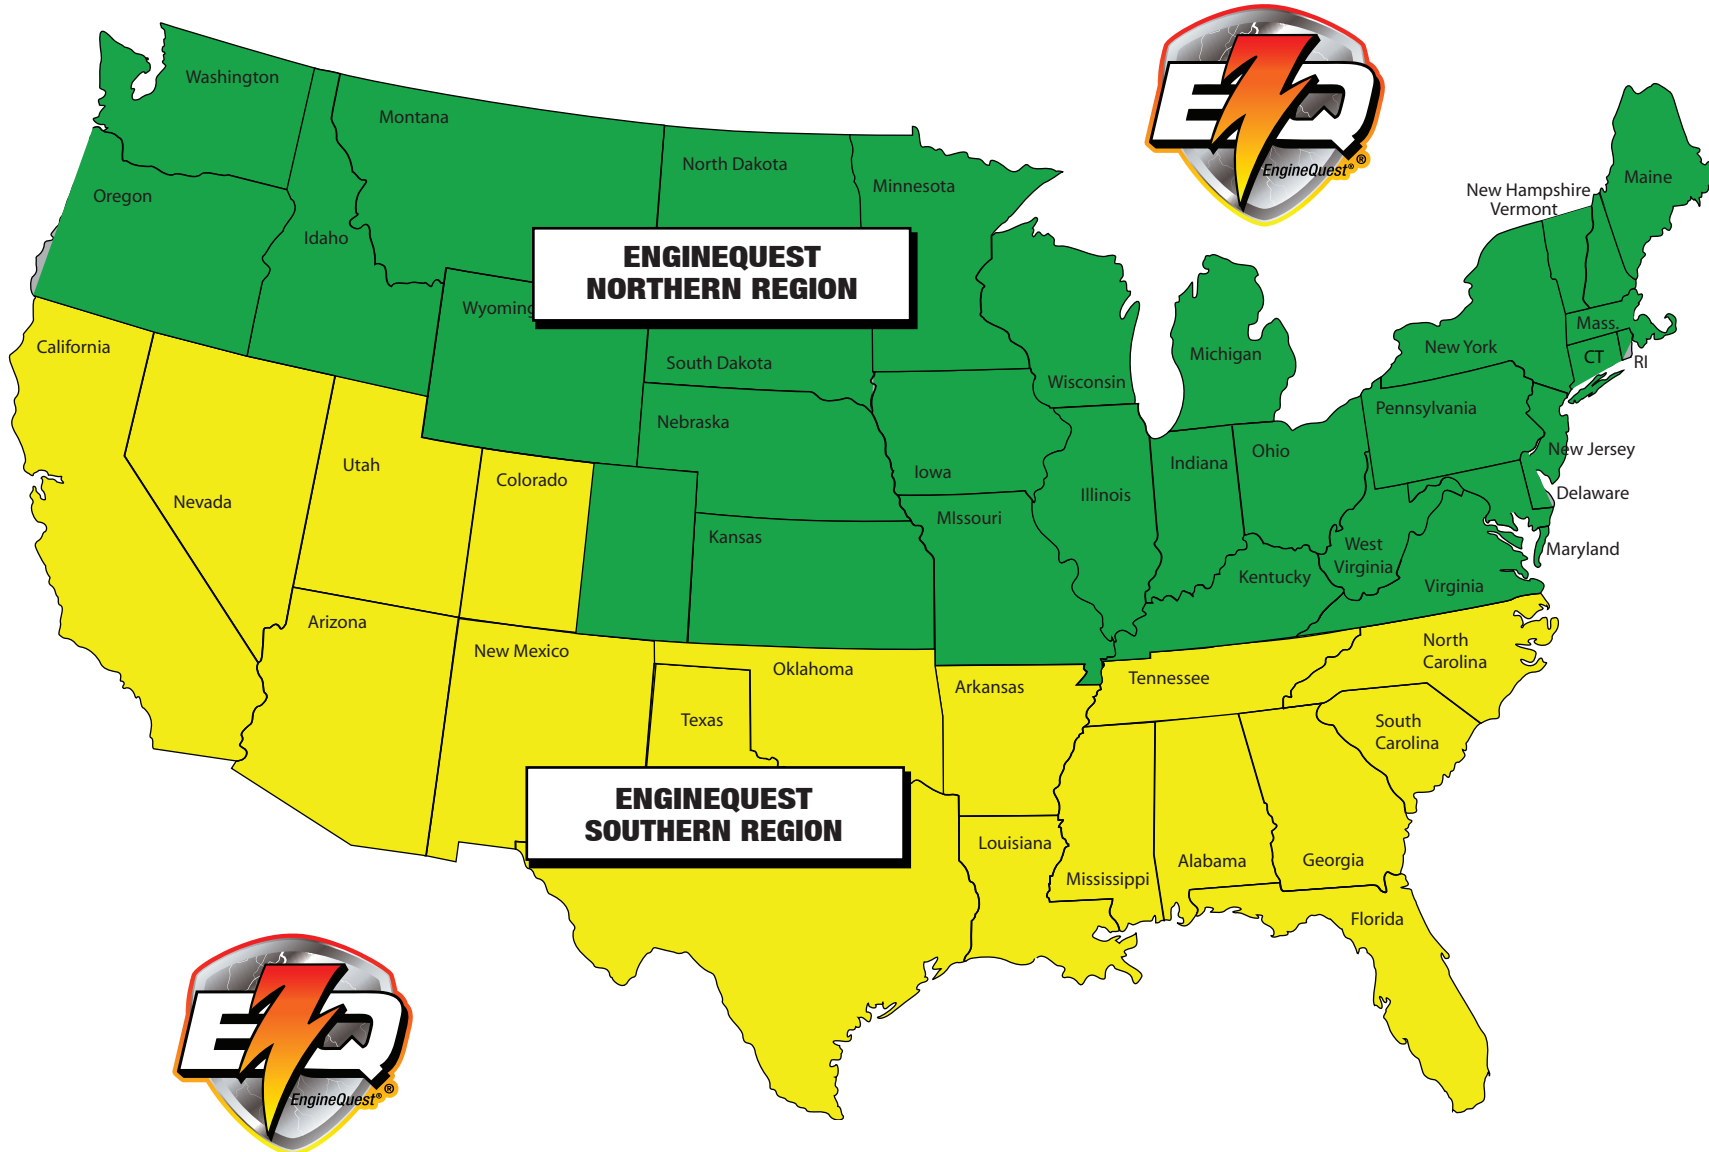 EQ
EngineQuest®
®
Washington
Montana
North Dakota
Minnesota
Oregon
Idaho
New Hampshire
Vermont
Maine
ENGINEQUEST
NORTHERN REGION
Wyoming
California
South Dakota
Wisconsin
Michigan
New York
Mass.
CT
RI
Nebraska
Pennsylvania
Utah
Colorado
Nevada
Iowa
Illinois
Indiana
Ohio
New Jersey
Delaware
Kansas
MIssouri
West
Virginia
Maryland
Kentucky
Virginia
Arizona
New Mexico
Oklahoma
Arkansas
Tennessee
North
Carolina
Texas
South
Carolina
ENGINEQUEST
SOUTHERN REGION
Louisiana
Mississippi
Alabama
Georgia
Florida
EQ
EngineQuest®
®